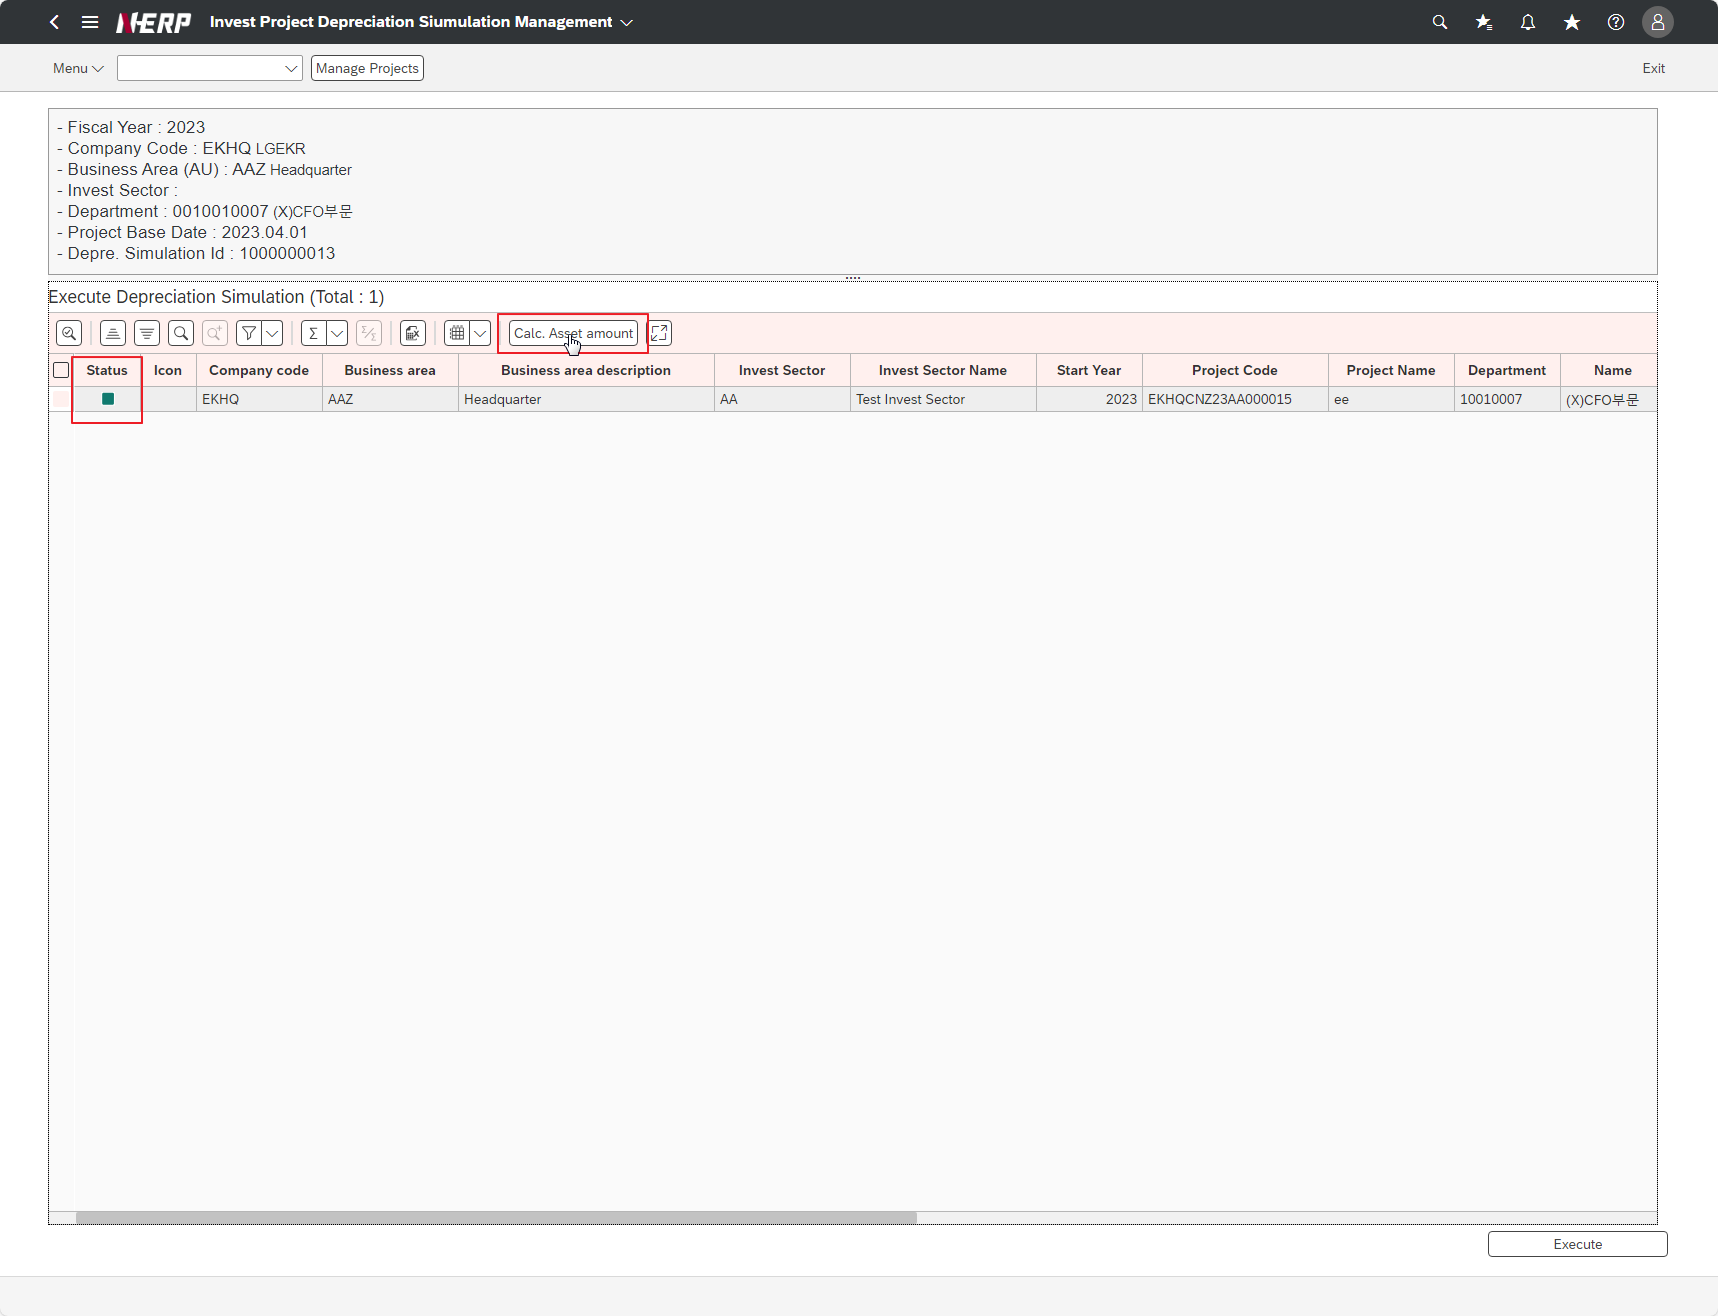 NERP Invest Project Depreciation Siumulation Management
Menu Manage Projects Exit
- Fiscal Year : 2023
- Company Code : EKHQ LGEKR
- Business Area (AU) : AAZ Headquarter
- Invest Sector :
- Department : 0010010007 (X)CFO부문
- Project Base Date : 2023.04.01
- Depre. Simulation Id : 1000000013
Execute Depreciation Simulation (Total : 1)
Calc. Asset amount
Status Icon Company code Business area Business area description Invest Sector Invest Sector Name Start Year Project Code Project Name Department Name
EKHQ AAZ Headquarter AA Test Invest Sector 2023 EKHQCNZ23AA000015 ee 10010007 (X)CFO부문
Execute